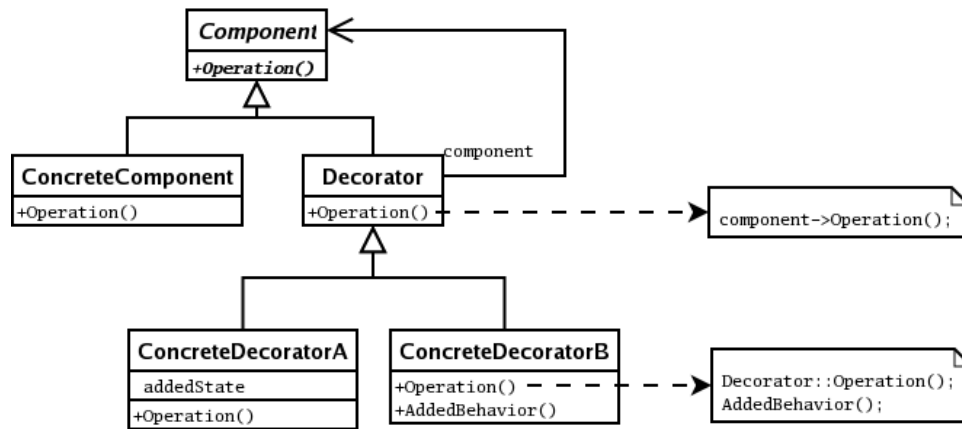 Component
+Operation()
component
ConcreteComponent
+Operation()
Decorator
+Operation()
component->Operation();
ConcreteDecoratorA
addedState
+Operation()
ConcreteDecoratorB
+Operation()
+AddedBehavior()
Decorator::Operation();
AddedBehavior();